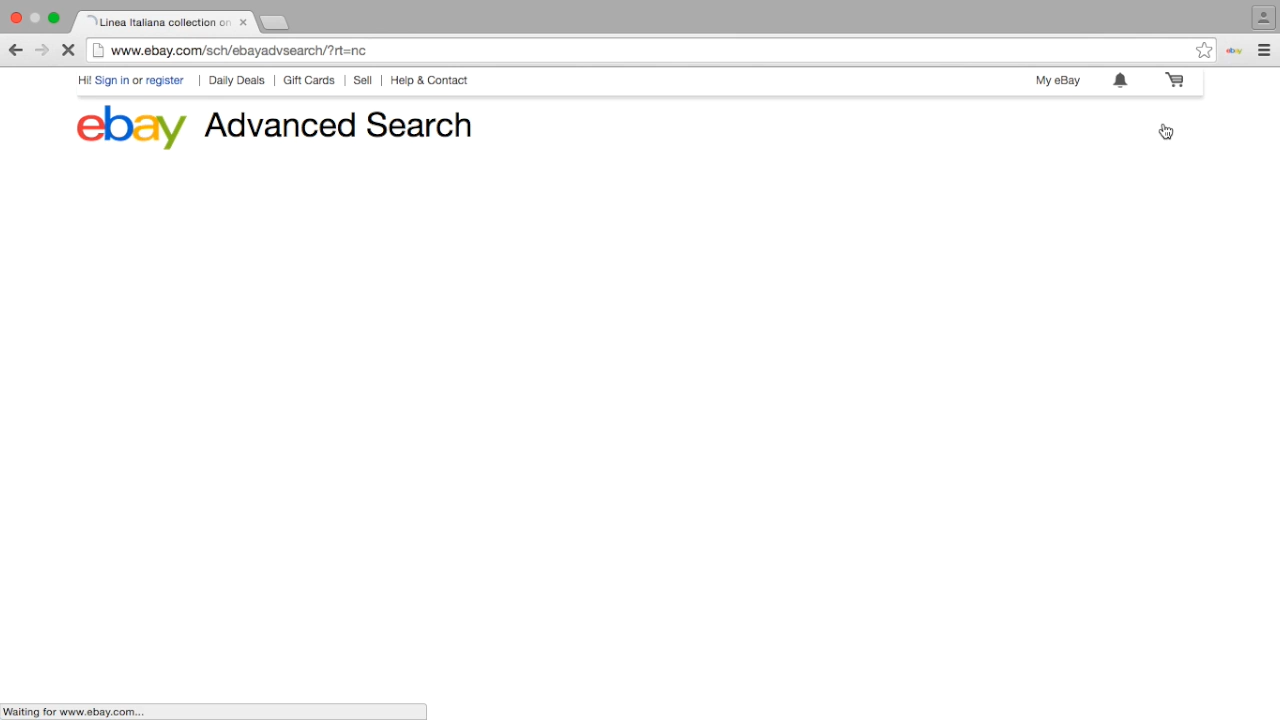 Linea Italiana collection on
www.ebay.com/sch/ebayadvsearch/?rt=nc
ebay
Hi! Sign in or register | Daily Deals | Gift Cards | Sell | Help & Contact
My eBay
ebay Advanced Search
Waiting for www.ebay.com...